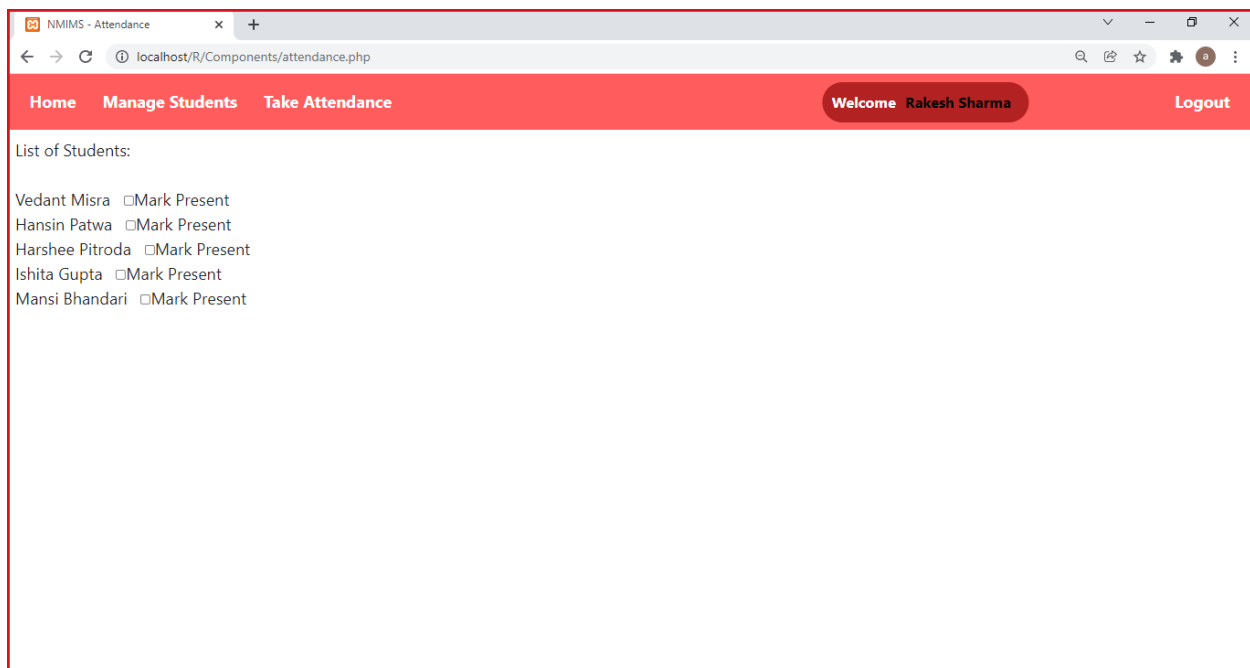 NMIMS - Attendance
localhost/R/Components/attendance.php
a
Home Manage Students Take Attendance Welcome Rakesh Sharma Logout
List of Students:
Vedant Misra Mark Present
Hansin Patwa Mark Present
Harshee Pitroda Mark Present
Ishita Gupta Mark Present
Mansi Bhandari Mark Present